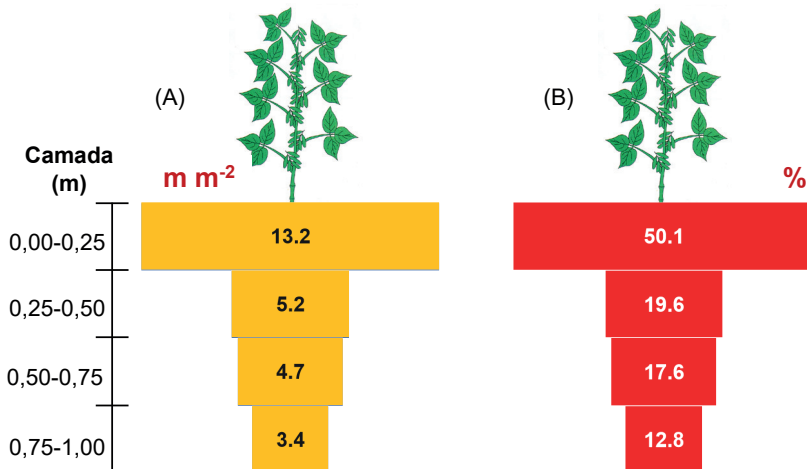 (A)
(B)
Camada
(m)
m m-2
%
0,00-0,25
13.2
50.1
0,25-0,50
5.2
19.6
0,50-0,75
4.7
17.6
0,75-1,00
3.4
12.8